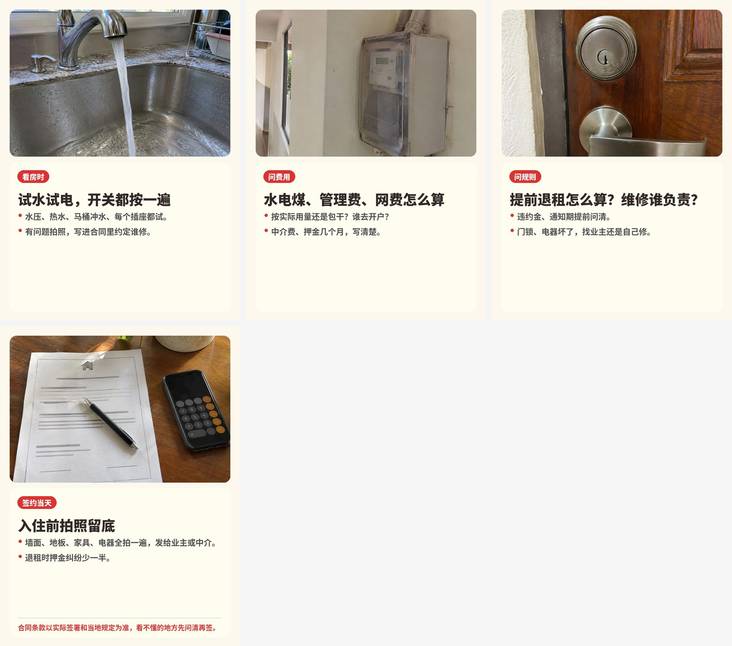 看房时
试水试电，开关都按一遍
水压、热水、马桶冲水、每个插座都试。
有问题拍照，写进合同里约定谁修。
问费用
水电煤、管理费、网费怎么算
按实际用量还是包干？谁去开户？
中介费、押金几个月，写清楚。
问规则
提前退租怎么算？维修谁负责？
违约金、通知期提前问清。
门锁、电器坏了，找业主还是自己修。
签约当天
入住前拍照留底
墙面、地板、家具、电器全拍一遍，发给业主或中介。
退租时押金纠纷少一半。
合同条款以实际签署和当地规定为准，看不懂的地方先问清再签。